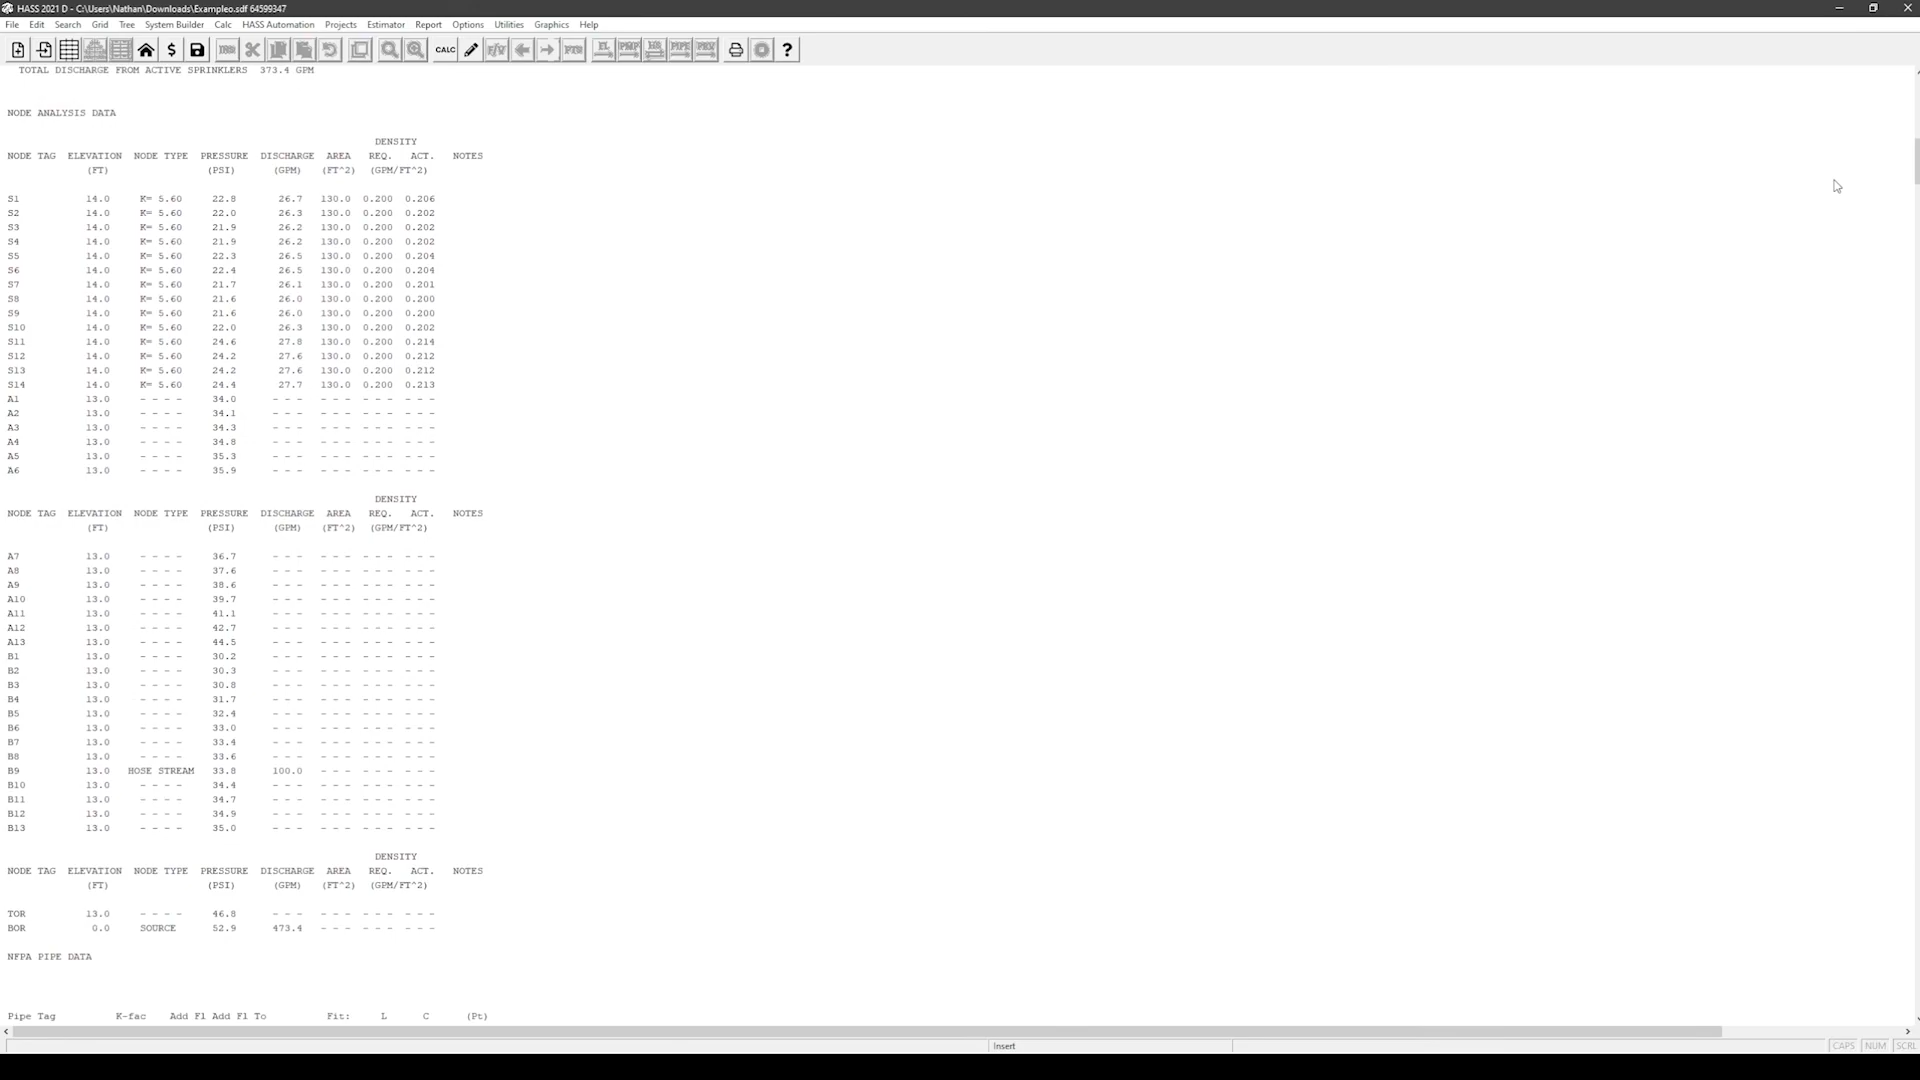 HASS 2021 D - C:\Users\Nathan\Downloads\Exampleo.sdf 64599347
File Edit Search Grid Tree System Builder Calc HASS Automation Projects Estimator Report Options Utilities Graphics Help
$ CALC F/V ?
TOTAL DISCHARGE FROM ACTIVE SPRINKLERS 373.4 GPM
NODE ANALYSIS DATA
DENSITY
NODE TAG ELEVATION NODE TYPE PRESSURE DISCHARGE AREA REQ. ACT. NOTES
(FT) (PSI) (GPM) (FT^2) (GPM/FT^2)
S1 14.0 K= 5.60 22.8 26.7 130.0 0.200 0.206
S2 14.0 K= 5.60 22.0 26.3 130.0 0.200 0.202
S3 14.0 K= 5.60 21.9 26.2 130.0 0.200 0.202
S4 14.0 K= 5.60 21.9 26.2 130.0 0.200 0.202
S5 14.0 K= 5.60 22.3 26.5 130.0 0.200 0.204
S6 14.0 K= 5.60 22.4 26.5 130.0 0.200 0.204
S7 14.0 K= 5.60 21.7 26.1 130.0 0.200 0.201
S8 14.0 K= 5.60 21.6 26.0 130.0 0.200 0.200
S9 14.0 K= 5.60 21.6 26.0 130.0 0.200 0.200
S10 14.0 K= 5.60 22.0 26.3 130.0 0.200 0.202
S11 14.0 K= 5.60 24.6 27.8 130.0 0.200 0.214
S12 14.0 K= 5.60 24.2 27.6 130.0 0.200 0.212
S13 14.0 K= 5.60 24.2 27.6 130.0 0.200 0.212
S14 14.0 K= 5.60 24.4 27.7 130.0 0.200 0.213
A1 13.0 - - - - 34.0 - - - - - - - - - - - -
A2 13.0 - - - - 34.1 - - - - - - - - - - - -
A3 13.0 - - - - 34.3 - - - - - - - - - - - -
A4 13.0 - - - - 34.8 - - - - - - - - - - - -
A5 13.0 - - - - 35.3 - - - - - - - - - - - -
A6 13.0 - - - - 35.9 - - - - - - - - - - - -
DENSITY
NODE TAG ELEVATION NODE TYPE PRESSURE DISCHARGE AREA REQ. ACT. NOTES
(FT) (PSI) (GPM) (FT^2) (GPM/FT^2)
A7 13.0 - - - - 36.7 - - - - - - - - - - - -
A8 13.0 - - - - 37.6 - - - - - - - - - - - -
A9 13.0 - - - - 38.6 - - - - - - - - - - - -
A10 13.0 - - - - 39.7 - - - - - - - - - - - -
A11 13.0 - - - - 41.1 - - - - - - - - - - - -
A12 13.0 - - - - 42.7 - - - - - - - - - - - -
A13 13.0 - - - - 44.5 - - - - - - - - - - - -
B1 13.0 - - - - 30.2 - - - - - - - - - - - -
B2 13.0 - - - - 30.3 - - - - - - - - - - - -
B3 13.0 - - - - 30.8 - - - - - - - - - - - -
B4 13.0 - - - - 31.7 - - - - - - - - - - - -
B5 13.0 - - - - 32.4 - - - - - - - - - - - -
B6 13.0 - - - - 33.0 - - - - - - - - - - - -
B7 13.0 - - - - 33.4 - - - - - - - - - - - -
B8 13.0 - - - - 33.6 - - - - - - - - - - - -
B9 13.0 HOSE STREAM 33.8 100.0 - - - - - - - - -
B10 13.0 - - - - 34.4 - - - - - - - - - - - -
B11 13.0 - - - - 34.7 - - - - - - - - - - - -
B12 13.0 - - - - 34.9 - - - - - - - - - - - -
B13 13.0 - - - - 35.0 - - - - - - - - - - - -
DENSITY
NODE TAG ELEVATION NODE TYPE PRESSURE DISCHARGE AREA REQ. ACT. NOTES
(FT) (PSI) (GPM) (FT^2) (GPM/FT^2)
TOR 13.0 - - - - 46.8 - - - - - - - - - - - -
BOR 0.0 SOURCE 52.9 473.4 - - - - - - - - -
NFPA PIPE DATA
Pipe Tag K-fac Add Fl Add Fl To Fit: L C (Pt)
Insert CAPS NUM SCRL